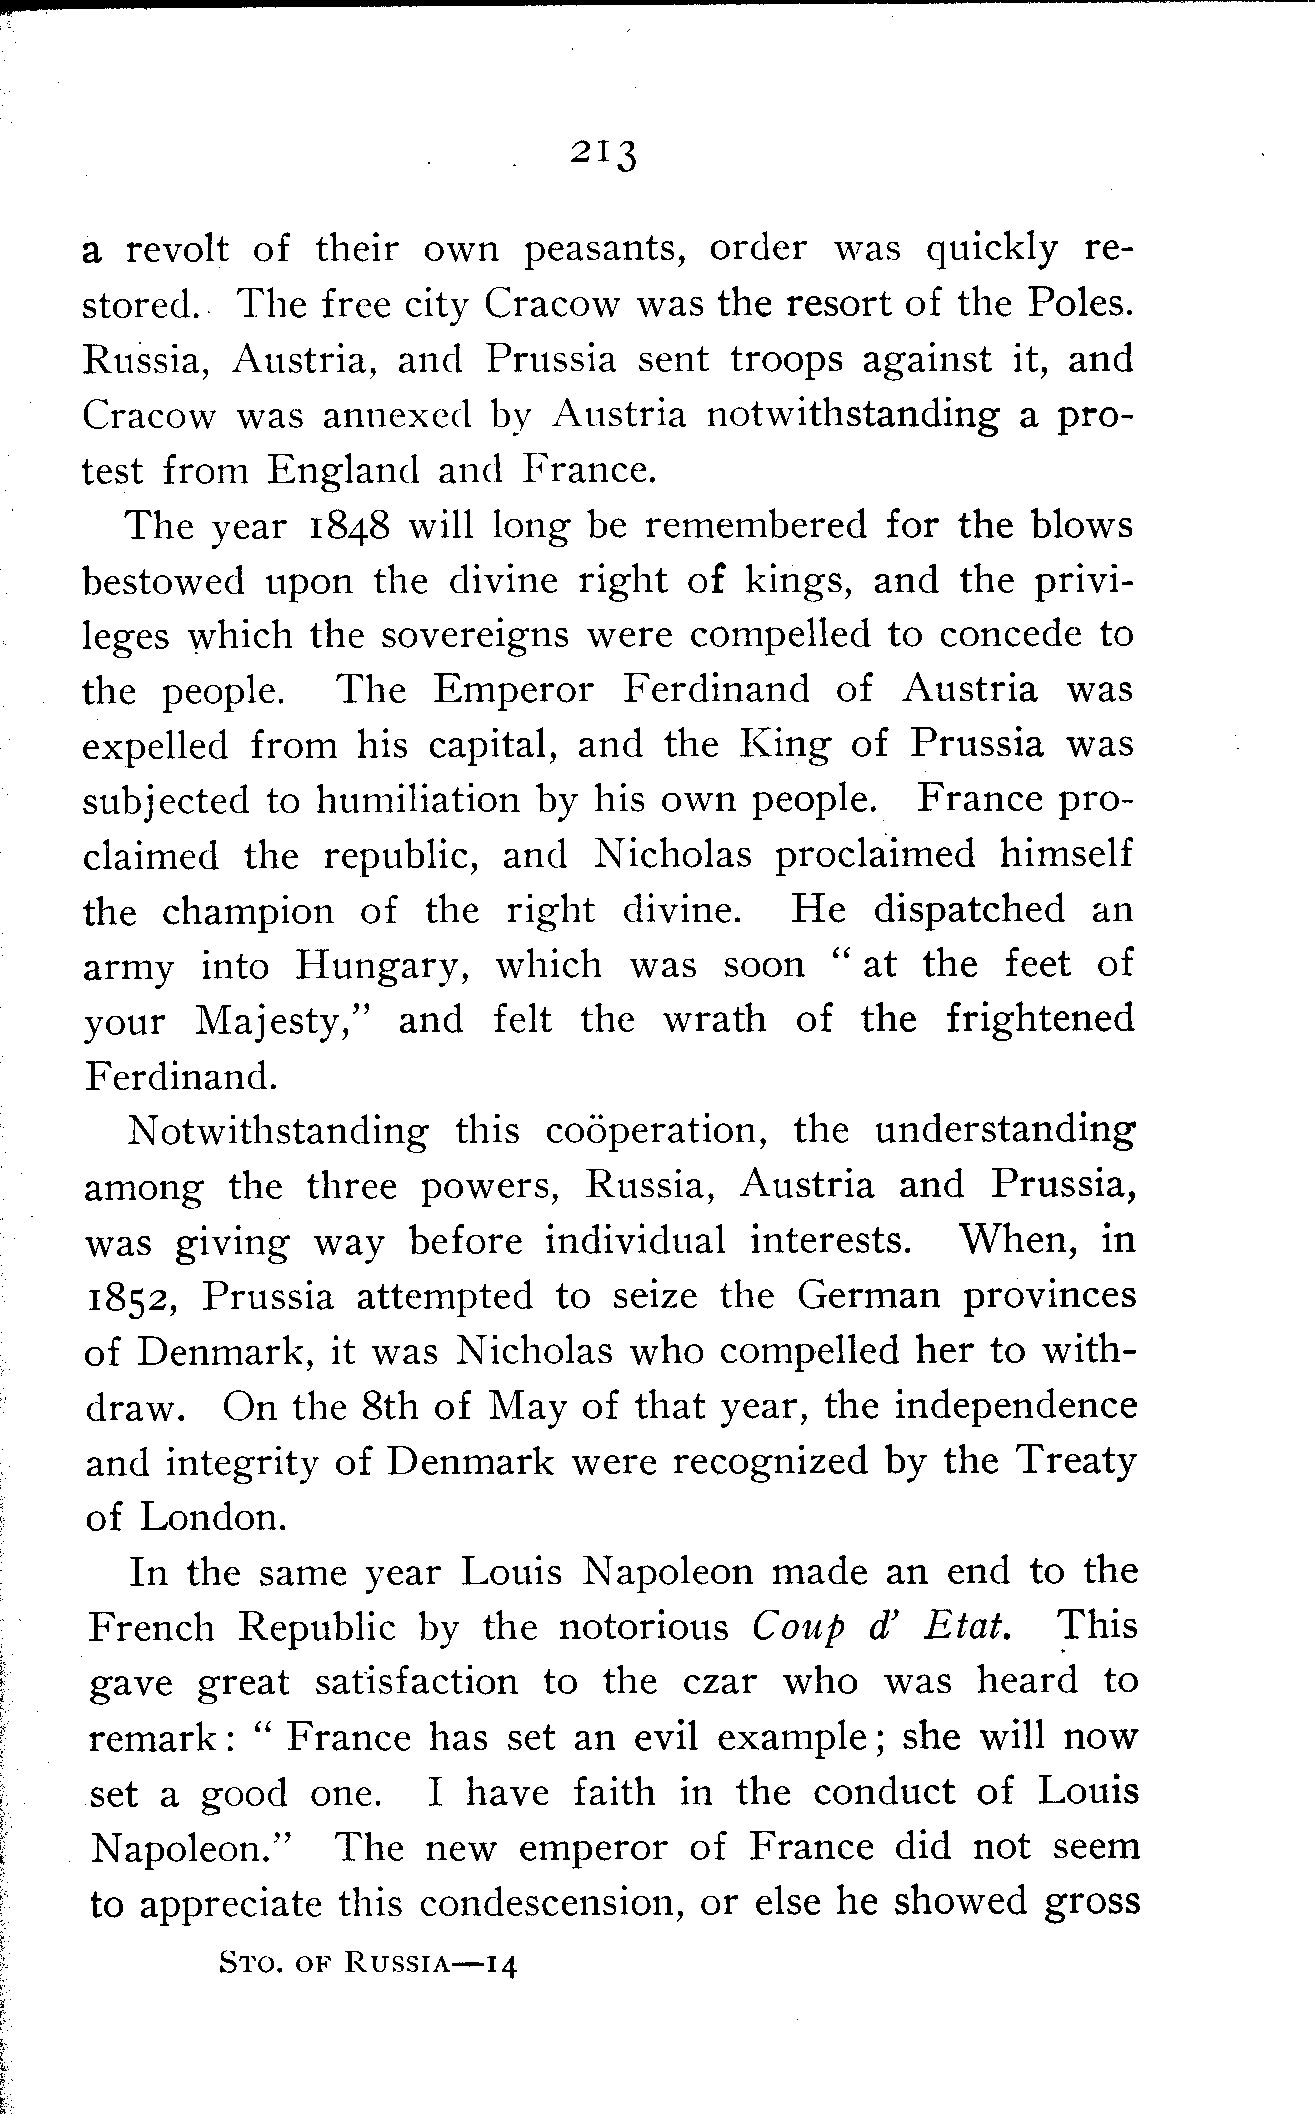 213
a revolt of their own peasants, order was quickly re-
stored. The free city Cracow was the resort of the Poles.
Russia, Austria, and Prussia sent troops against it, and
Cracow was annexed by Austria notwithstanding a pro-
test from England and France.
The year 1848 will long be remembered for the blows
bestowed upon the divine right of kings, and the privi-
leges which the sovereigns were compelled to concede to
the people. The Emperor Ferdinand of Austria was
expelled from his capital, and the King of Prussia was
subjected to humiliation by his own people. France pro-
claimed the republic, and Nicholas proclaimed himself
the champion of the right divine. He dispatched an
army into Hungary, which was soon " at the feet of
your Majesty," and felt the wrath of the frightened
Ferdinand.
Notwithstanding this coöperation, the understanding
among the three powers, Russia, Austria and Prussia,
was giving way before individual interests. When, in
1852, Prussia attempted to seize the German provinces
of Denmark, it was Nicholas who compelled her to with-
draw. On the 8th of May of that year, the independence
and integrity of Denmark were recognized by the Treaty
of London.
In the same year Louis Napoleon made an end to the
French Republic by the notorious Coup d' Etat. This
gave great satisfaction to the czar who was heard to
remark: " France has set an evil example; she will now
set a good one. I have faith in the conduct of Louis
Napoleon." The new emperor of France did not seem
to appreciate this condescension, or else he showed gross
STO. OF RUSSIA—14